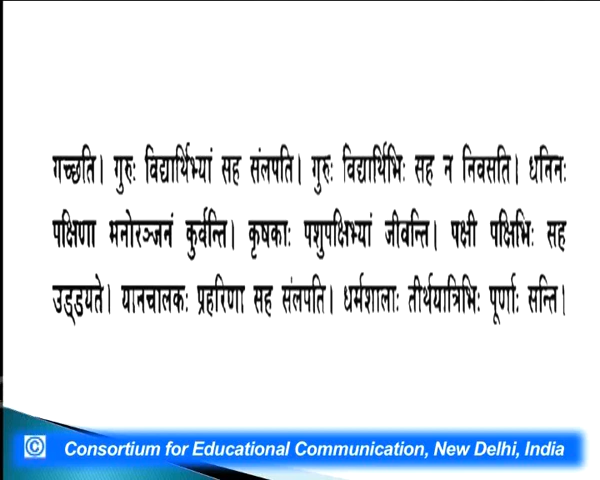 गच्छति। गुरुः विद्यार्थिभ्यां सह संलपति। गुरुः विद्यार्थिभिः सह न निवसति। धनिनः
पक्षिणा मनोरञ्जनं कुर्वन्ति। कृषकाः पशुपक्षिभ्यां जीवन्ति। पक्षी पक्षिभिः सह
उड्डयते। यानचालकः प्रहरिणा सह संलपति। धर्मशालाः तीर्थयात्रिभिः पूर्णाः सन्ति।
© Consortium for Educational Communication, New Delhi, India